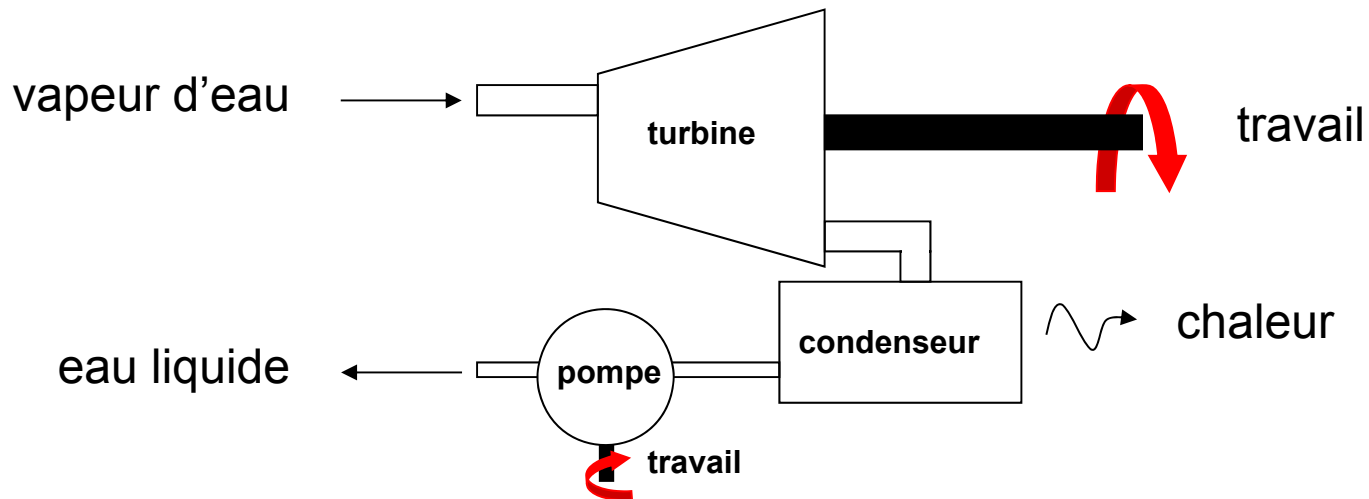 vapeur d’eau
turbine
travail
chaleur
condenseur
eau liquide
pompe
travail